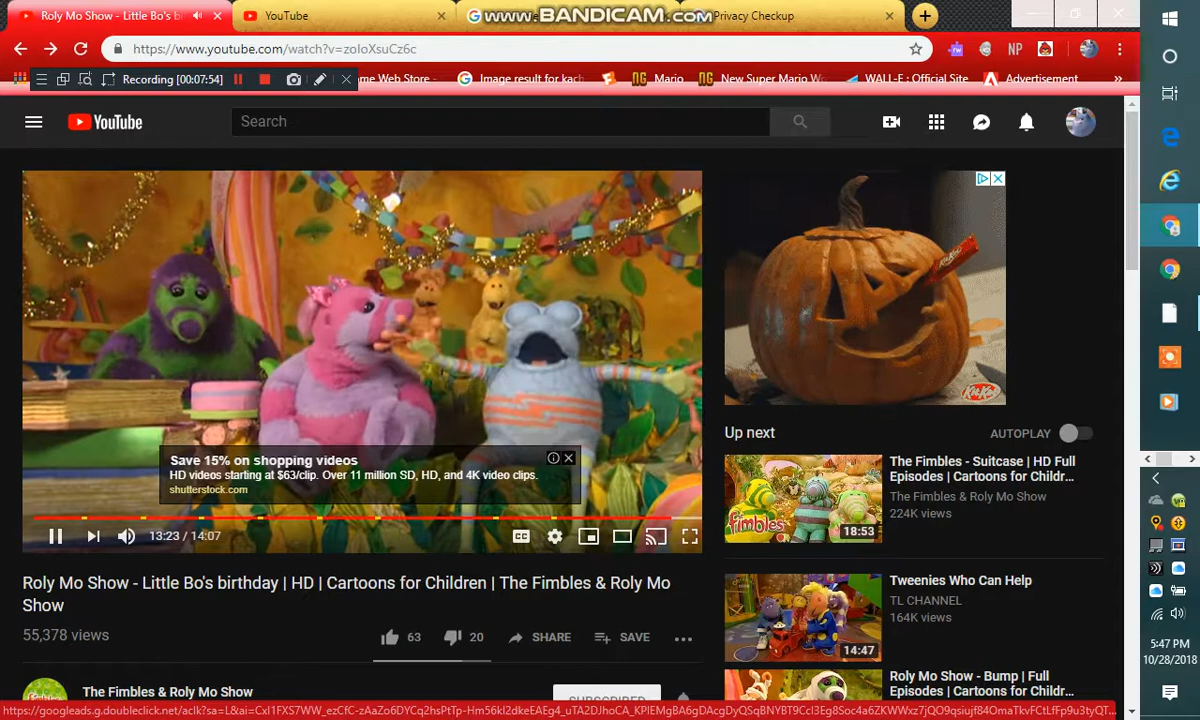 Roly Mo Show - Little Bo's b
YouTube
www.BANDICAM.com
Privacy Checkup
https://www.youtube.com/watch?v=zoIoXsuCz6c
NP
Recording [00:07:54]
me Web Store -
Image result for kach
Mario
New Super Mario Wo
WALL-E : Official Site
Advertisement
YouTube
Search
Save 15% on shopping videos
HD videos starting at $63/clip. Over 11 million SD, HD, and 4K video clips.
shutterstock.com
CC
13:23 / 14:07
KitKat
Up next
AUTOPLAY
The Fimbles - Suitcase | HD Full
Episodes | Cartoons for Childr...
The Fimbles & Roly Mo Show
224K views
fimbles
18:53
Tweenies Who Can Help
TL CHANNEL
164K views
14:47
Roly Mo Show - Bump | Full
Episodes | Cartoons for Childr...
Roly Mo Show - Little Bo's birthday | HD | Cartoons for Children | The Fimbles & Roly Mo
Show
55,378 views
63
20
SHARE
SAVE
The Fimbles & Roly Mo Show
SUBSCRIBED
5:47 PM
10/28/2018